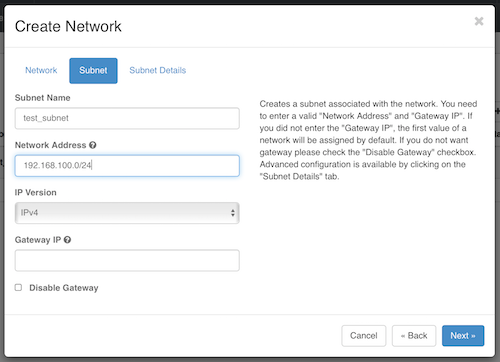 Create Network
×
Network
Subnet
Subnet Details
Subnet Name
test_subnet
Network Address
192.168.100.0/24
IP Version
IPv4
Gateway IP
Disable Gateway
Creates a subnet associated with the network. You need
to enter a valid "Network Address" and "Gateway IP". If
you did not enter the "Gateway IP", the first value of a
network will be assigned by default. If you do not want
gateway please check the "Disable Gateway" checkbox.
Advanced configuration is available by clicking on the
"Subnet Details" tab.
Cancel
« Back
Next »